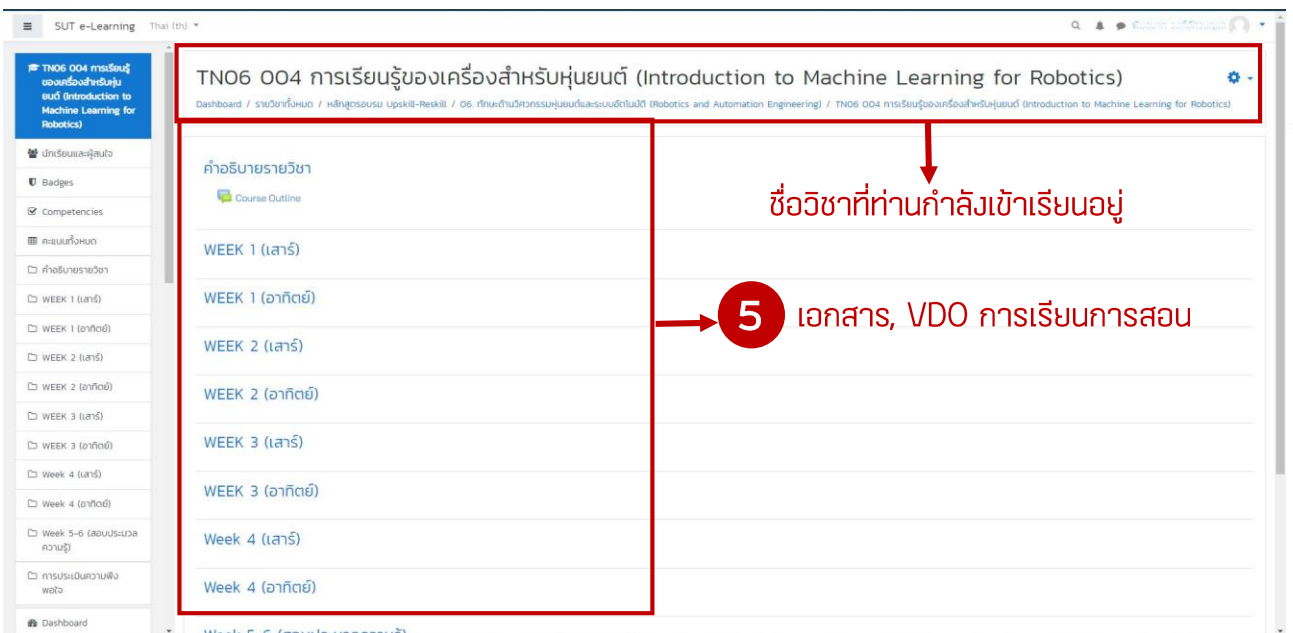 SUT e-Learning Thai (th)
TN06 004 การเรียนรู้
ของเครื่องสำหรับหุ่น
ยนต์ (Introduction to
Machine Learning for
Robotics)
นักเรียนและผู้สนใจ
Badges
Competencies
คะแนนทั้งหมด
คำอธิบายรายวิชา
WEEK 1 (เสาร์)
WEEK 1 (อาทิตย์)
WEEK 2 (เสาร์)
WEEK 2 (อาทิตย์)
WEEK 3 (เสาร์)
WEEK 3 (อาทิตย์)
Week 4 (เสาร์)
Week 4 (อาทิตย์)
Week 5-6 (สอบประมวล
ความรู้)
การประเมินความพึง
พอใจ
Dashboard
TN06 004 การเรียนรู้ของเครื่องสำหรับหุ่นยนต์ (Introduction to Machine Learning for Robotics)
Dashboard / รายวิชาทั้งหมด / หลักสูตรอบรม Upskill-Reskill / 06. ทักษะด้านวิศวกรรมหุ่นยนต์และระบบอัตโนมัติ (Robotics and Automation Engineering) / TN06 004 การเรียนรู้ของเครื่องสำหรับหุ่นยนต์ (Introduction to Machine Learning for Robotics)
คำอธิบายรายวิชา
Course Outline
WEEK 1 (เสาร์)
WEEK 1 (อาทิตย์)
WEEK 2 (เสาร์)
WEEK 2 (อาทิตย์)
WEEK 3 (เสาร์)
WEEK 3 (อาทิตย์)
Week 4 (เสาร์)
Week 4 (อาทิตย์)
Week 5-6 (สอบประมวลความรู้)
ชื่อวิชาที่ท่านกำลังเข้าเรียนอยู่
5 เอกสาร, VDO การเรียนการสอน